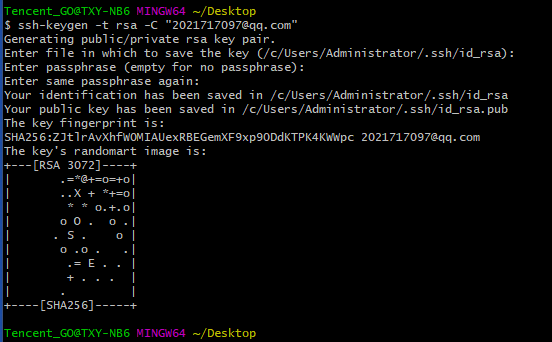 Tencent_GO@TXY-NB6 MINGW64 ~/Desktop
$ ssh-keygen -t rsa -C "2021717097@qq.com"
Generating public/private rsa key pair.
Enter file in which to save the key (/c/Users/Administrator/.ssh/id_rsa):
Enter passphrase (empty for no passphrase):
Enter same passphrase again:
Your identification has been saved in /c/Users/Administrator/.ssh/id_rsa
Your public key has been saved in /c/Users/Administrator/.ssh/id_rsa.pub
The key fingerprint is:
SHA256:ZJtlrAvXhfWOMIAUexRBEGemXF9xp9ODdKTPK4KWWpc 2021717097@qq.com
The key's randomart image is:
+---[RSA 3072]----+
|       .=*@+=o=+o|
|       ..X + *+=o|
|        * * o.+.o|
|       o O .  o .|
|      . S .    o |
|       o .o .   .|
|        .= E . . |
|        + . . .  |
|       .         |
+----[SHA256]-----+
Tencent_GO@TXY-NB6 MINGW64 ~/Desktop